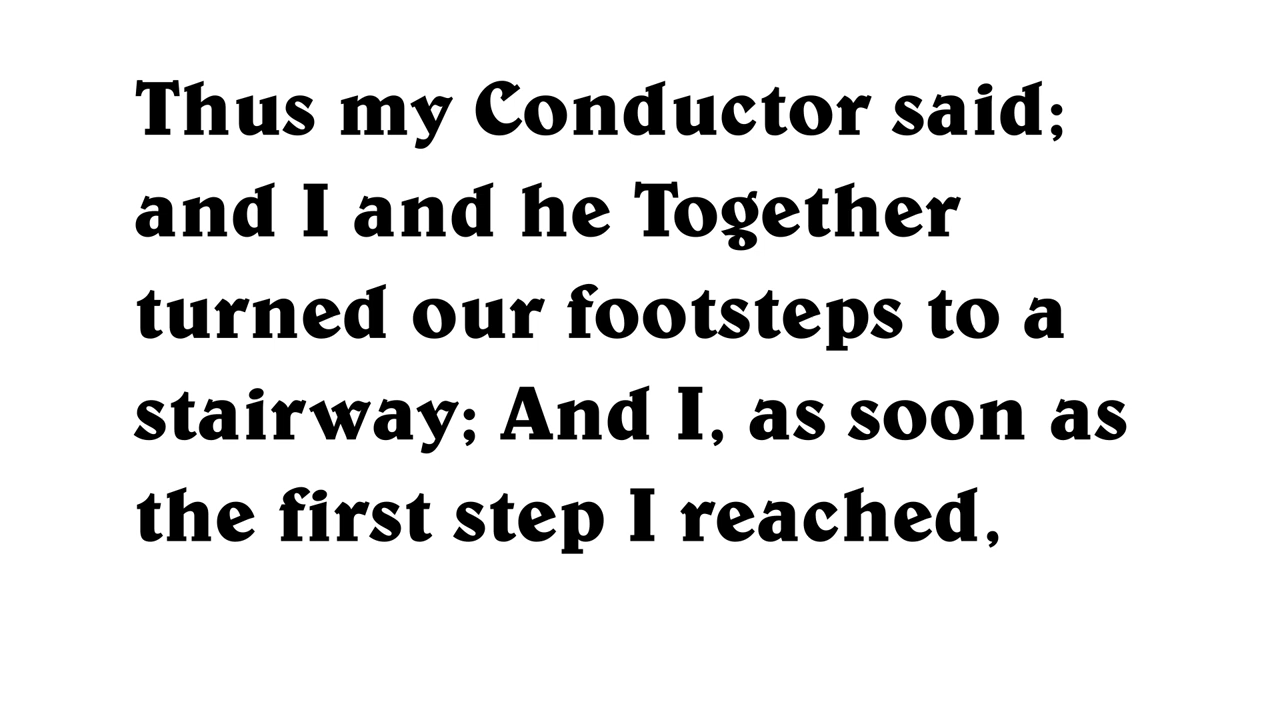 Thus my Conductor said;
and I and he Together
turned our footsteps to a
stairway; And I, as soon as
the first step I reached,